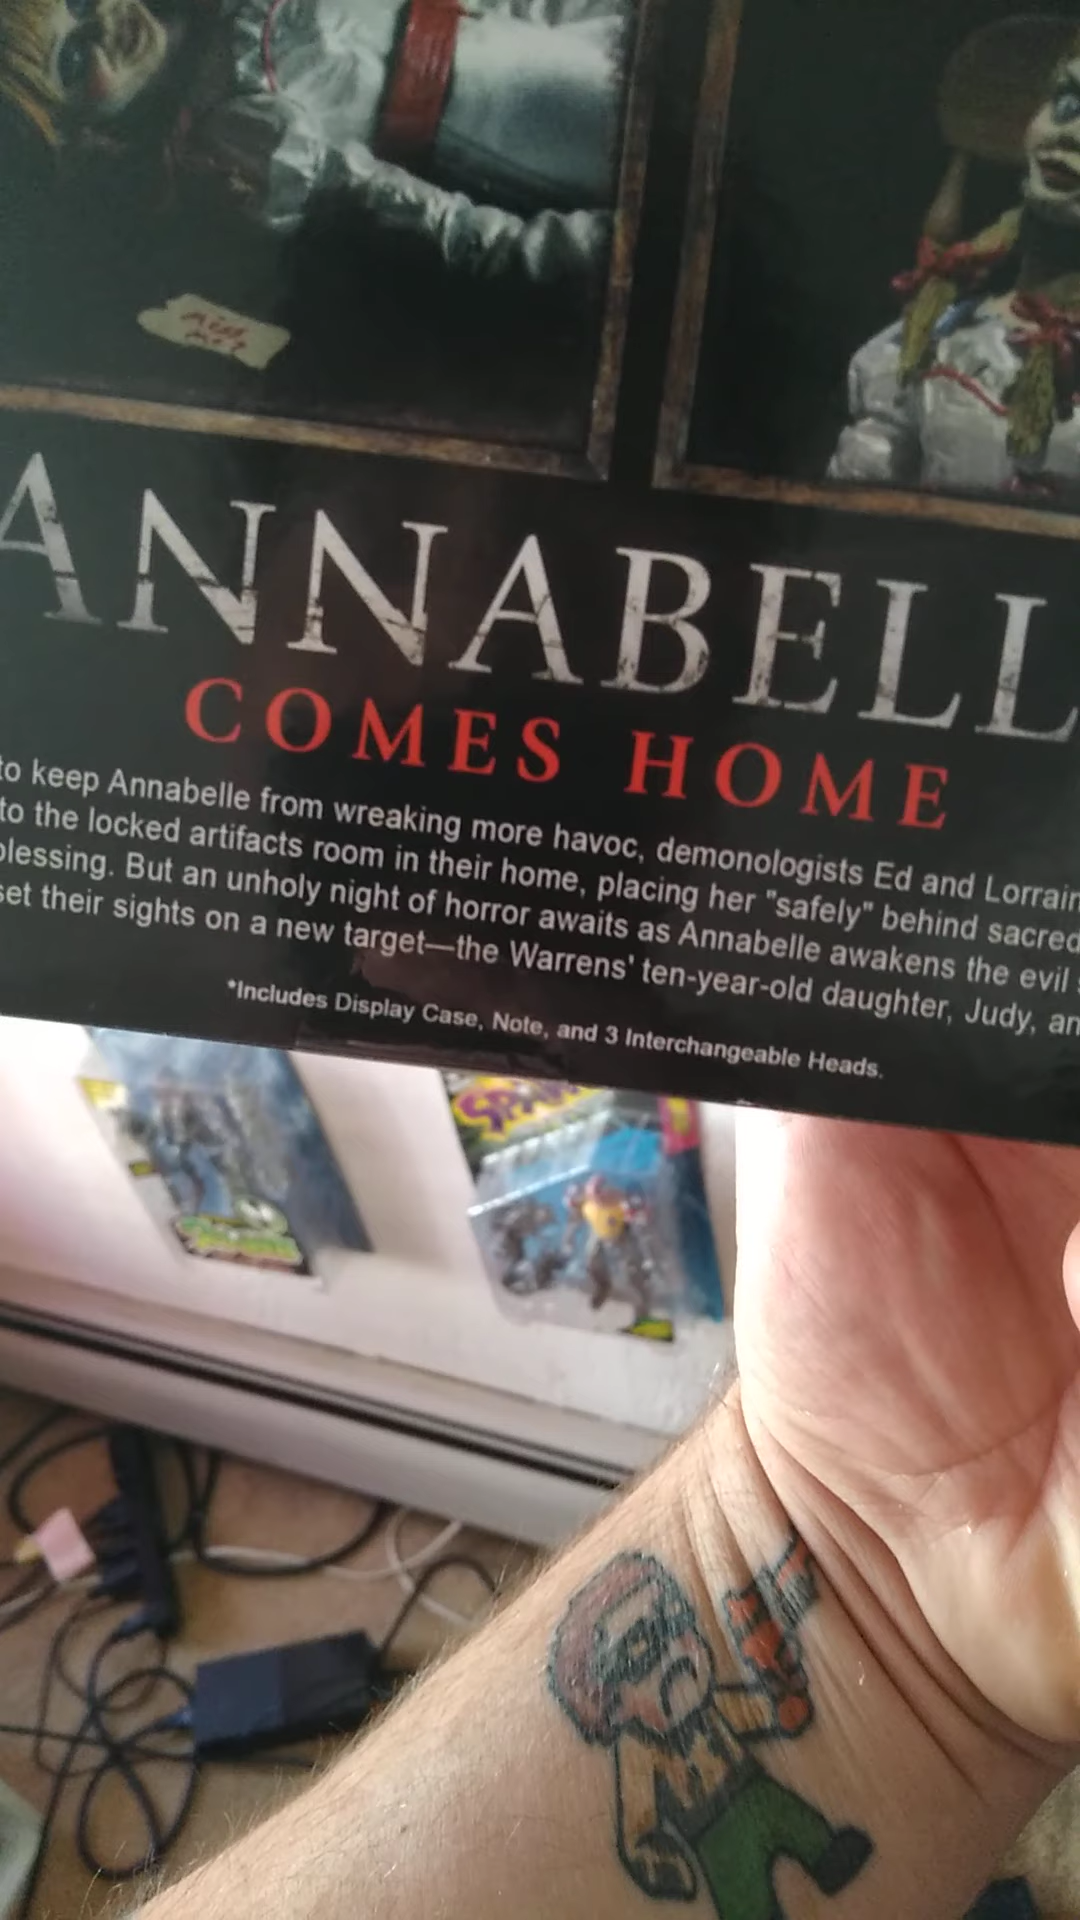 Miss
Me?
ANNABELL
COMES HOME
to keep Annabelle from wreaking more havoc, demonologists Ed and Lorrain
to the locked artifacts room in their home, placing her "safely" behind sacred
blessing. But an unholy night of horror awaits as Annabelle awakens the evil s
set their sights on a new target—the Warrens' ten-year-old daughter, Judy, an
*Includes Display Case, Note, and 3 Interchangeable Heads.
SPAW